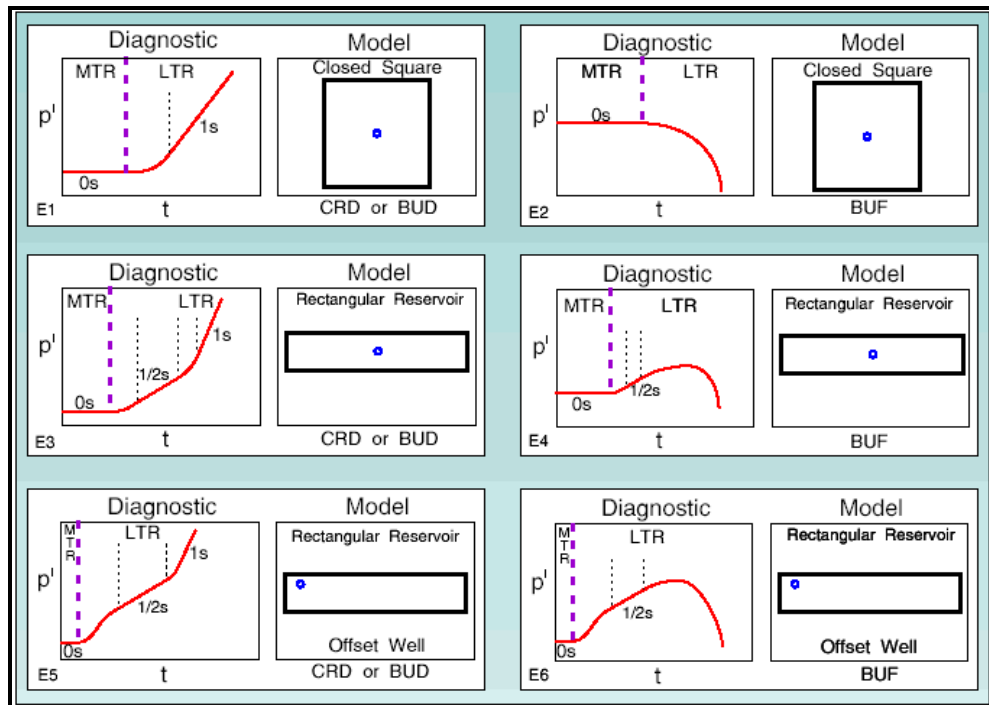 Diagnostic Model
MTR LTR Closed Square
p'
0s 1s
E1 t CRD or BUD
Diagnostic Model
MTR LTR Closed Square
p'
0s
E2 t BUF
Diagnostic Model
MTR LTR Rectangular Reservoir
p'
0s 1/2s 1s
E3 t CRD or BUD
Diagnostic Model
MTR LTR Rectangular Reservoir
p'
0s 1/2s
E4 t BUF
Diagnostic Model
MTR LTR Rectangular Reservoir
p'
0s 1/2s 1s
Offset Well
E5 t CRD or BUD
Diagnostic Model
MTR LTR Rectangular Reservoir
p'
0s 1/2s
Offset Well
E6 t BUF